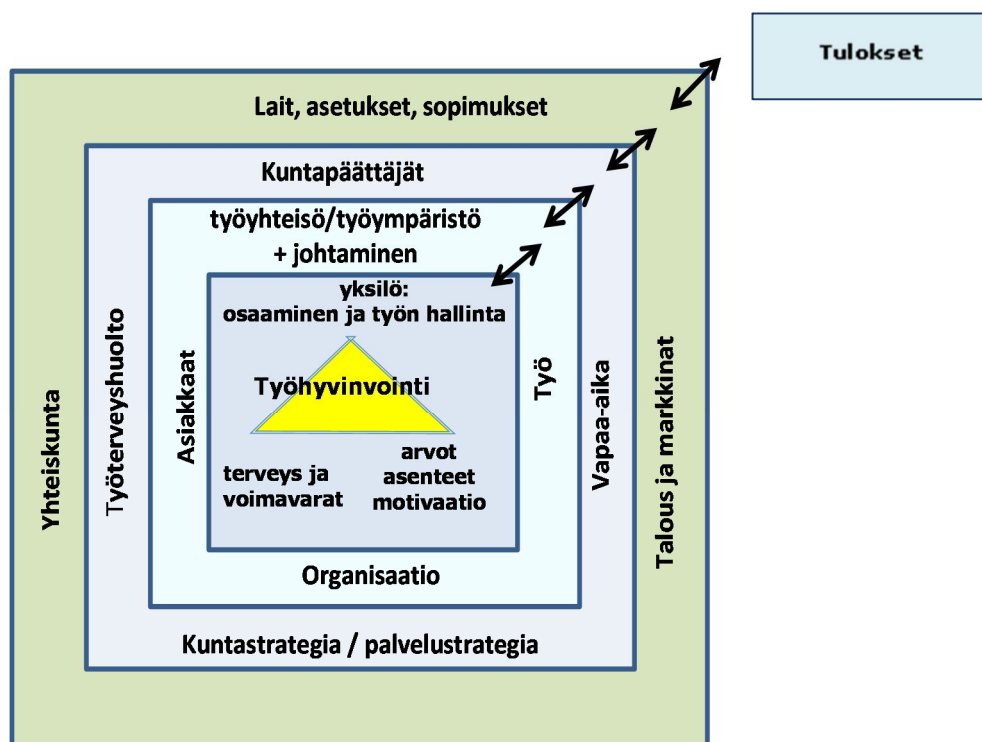 Tulokset
Lait, asetukset, sopimukset
Kuntapäättäjät
työyhteisö/työympäristö
+ johtaminen
yksilö:
osaaminen ja työn hallinta
Työhyvinvointi
terveys ja
voimavarat
arvot
asenteet
motivaatio
Yhteiskunta
Työterveyshuolto
Asiakkaat
Työ
Vapaa-aika
Talous ja markkinat
Organisaatio
Kuntastrategia / palvelustrategia